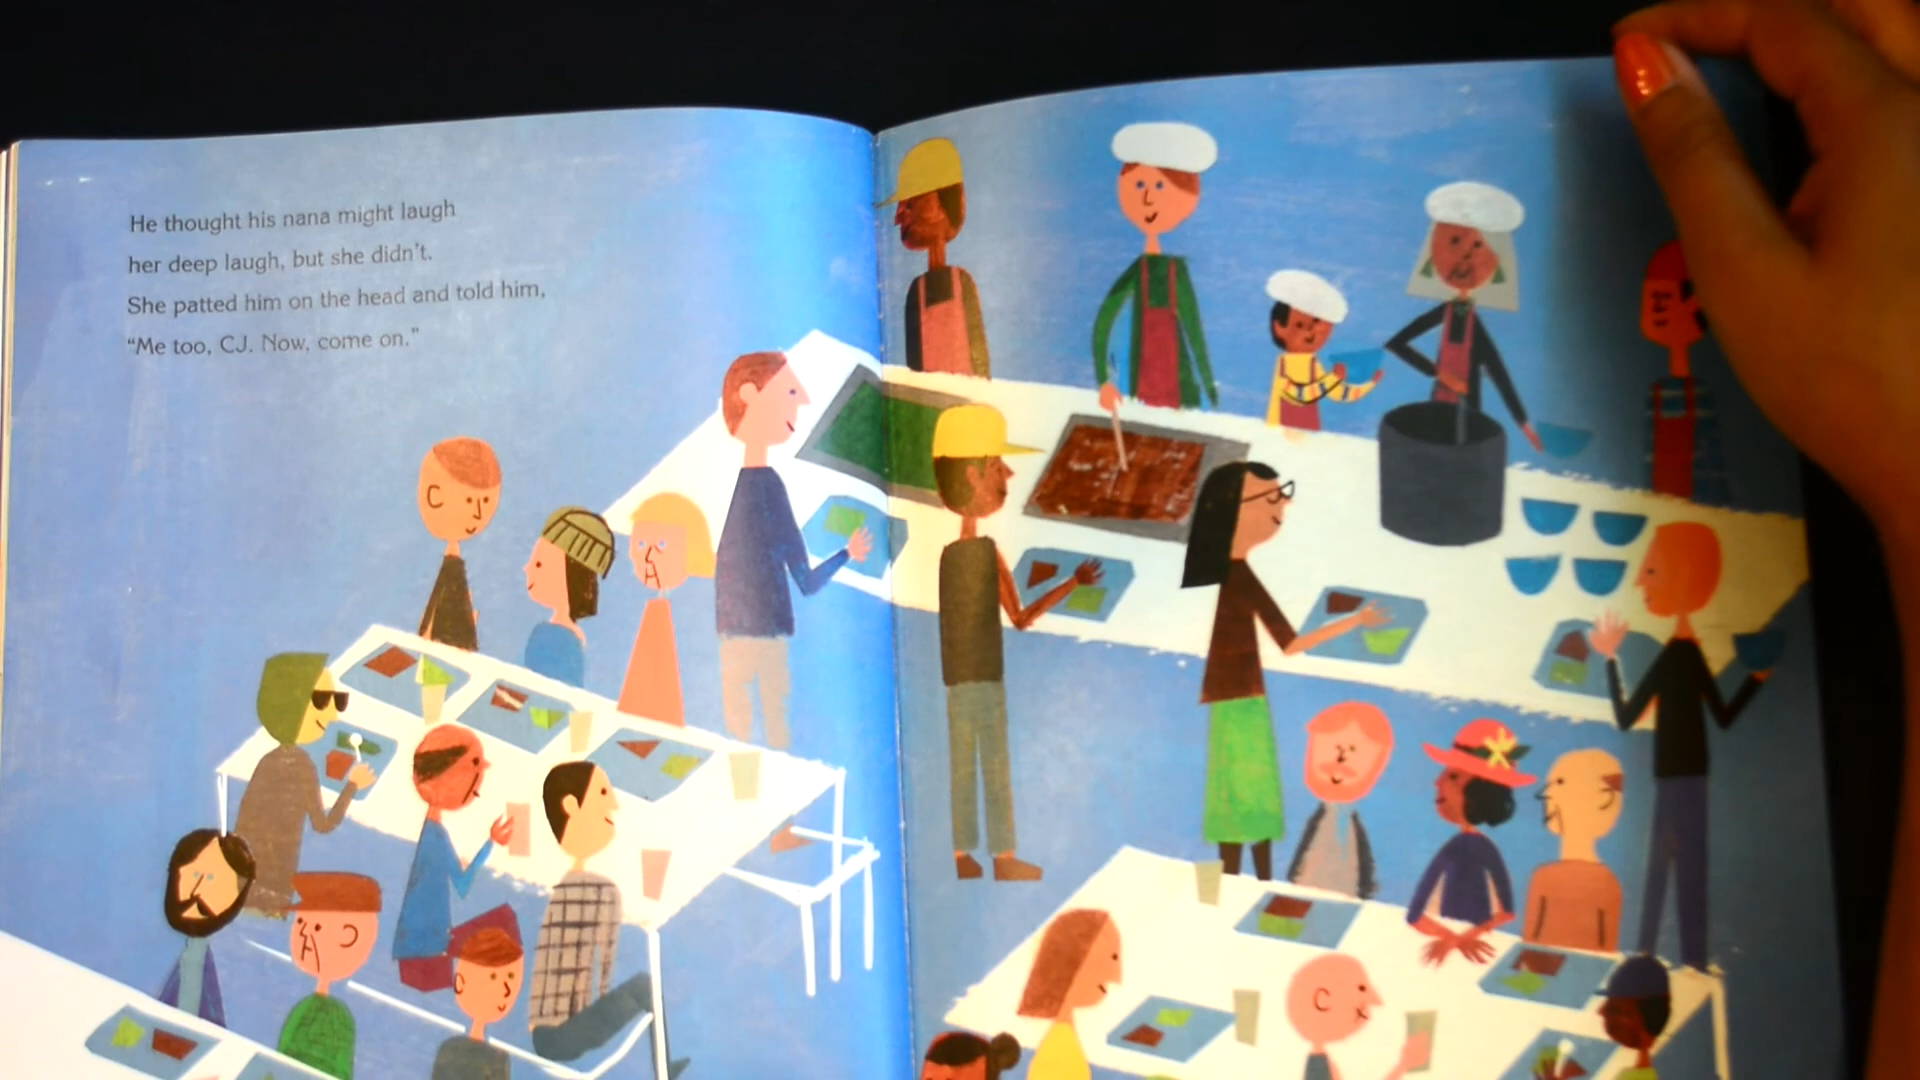 He thought his nana might laugh
her deep laugh, but she didn't.
She patted him on the head and told him,
“Me too, CJ. Now, come on.”